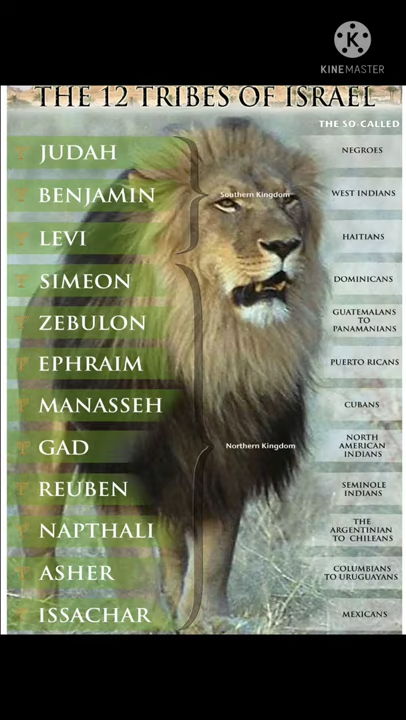 KINEMASTER
THE 12 TRIBES OF ISRAEL
THE SO-CALLED
JUDAH
NEGROES
BENJAMIN
Southern Kingdom
WEST INDIANS
LEVI
HAITIANS
SIMEON
DOMINICANS
ZEBULON
GUATEMALANS
TO
PANAMANIANS
EPHRAIM
PUERTO RICANS
MANASSEH
CUBANS
GAD
Northern Kingdom
NORTH
AMERICAN
INDIANS
REUBEN
SEMINOLE
INDIANS
NAPTHALI
THE
ARGENTINIAN
TO CHILEANS
ASHER
COLUMBIANS
TO URUGUAYANS
ISSACHAR
MEXICANS